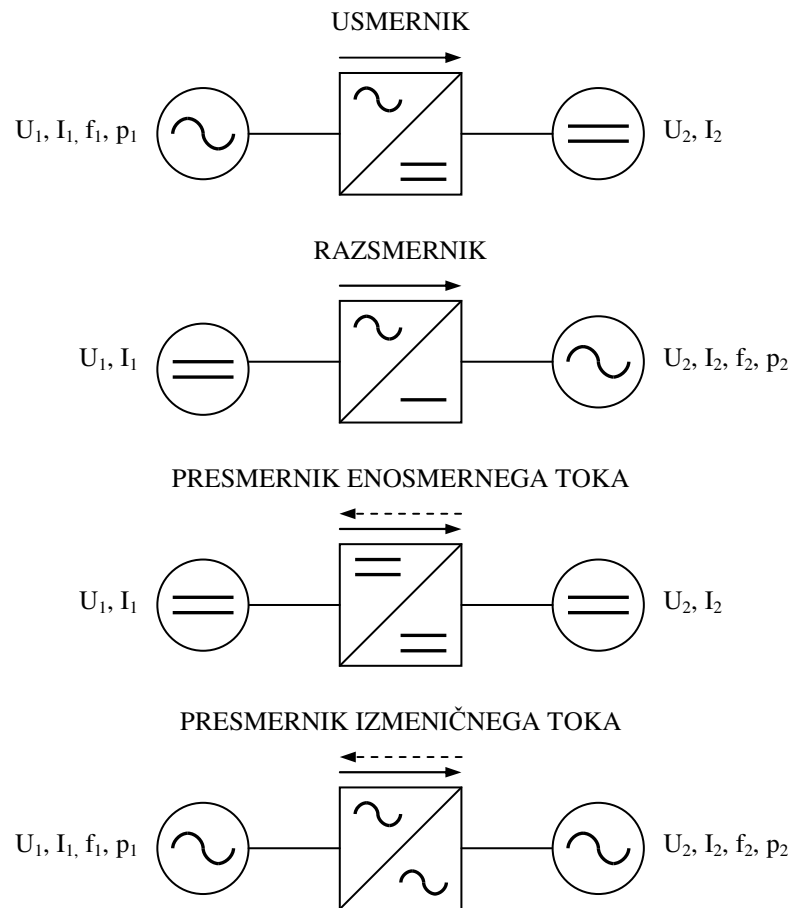 USMERNIK
U₁, I₁, f₁, p₁
U₂, I₂
RAZSMERNIK
U₁, I₁
U₂, I₂, f₂, p₂
PRESMERNIK ENOSMERNEGA TOKA
U₁, I₁
U₂, I₂
PRESMERNIK IZMENIČNEGA TOKA
U₁, I₁, f₁, p₁
U₂, I₂, f₂, p₂